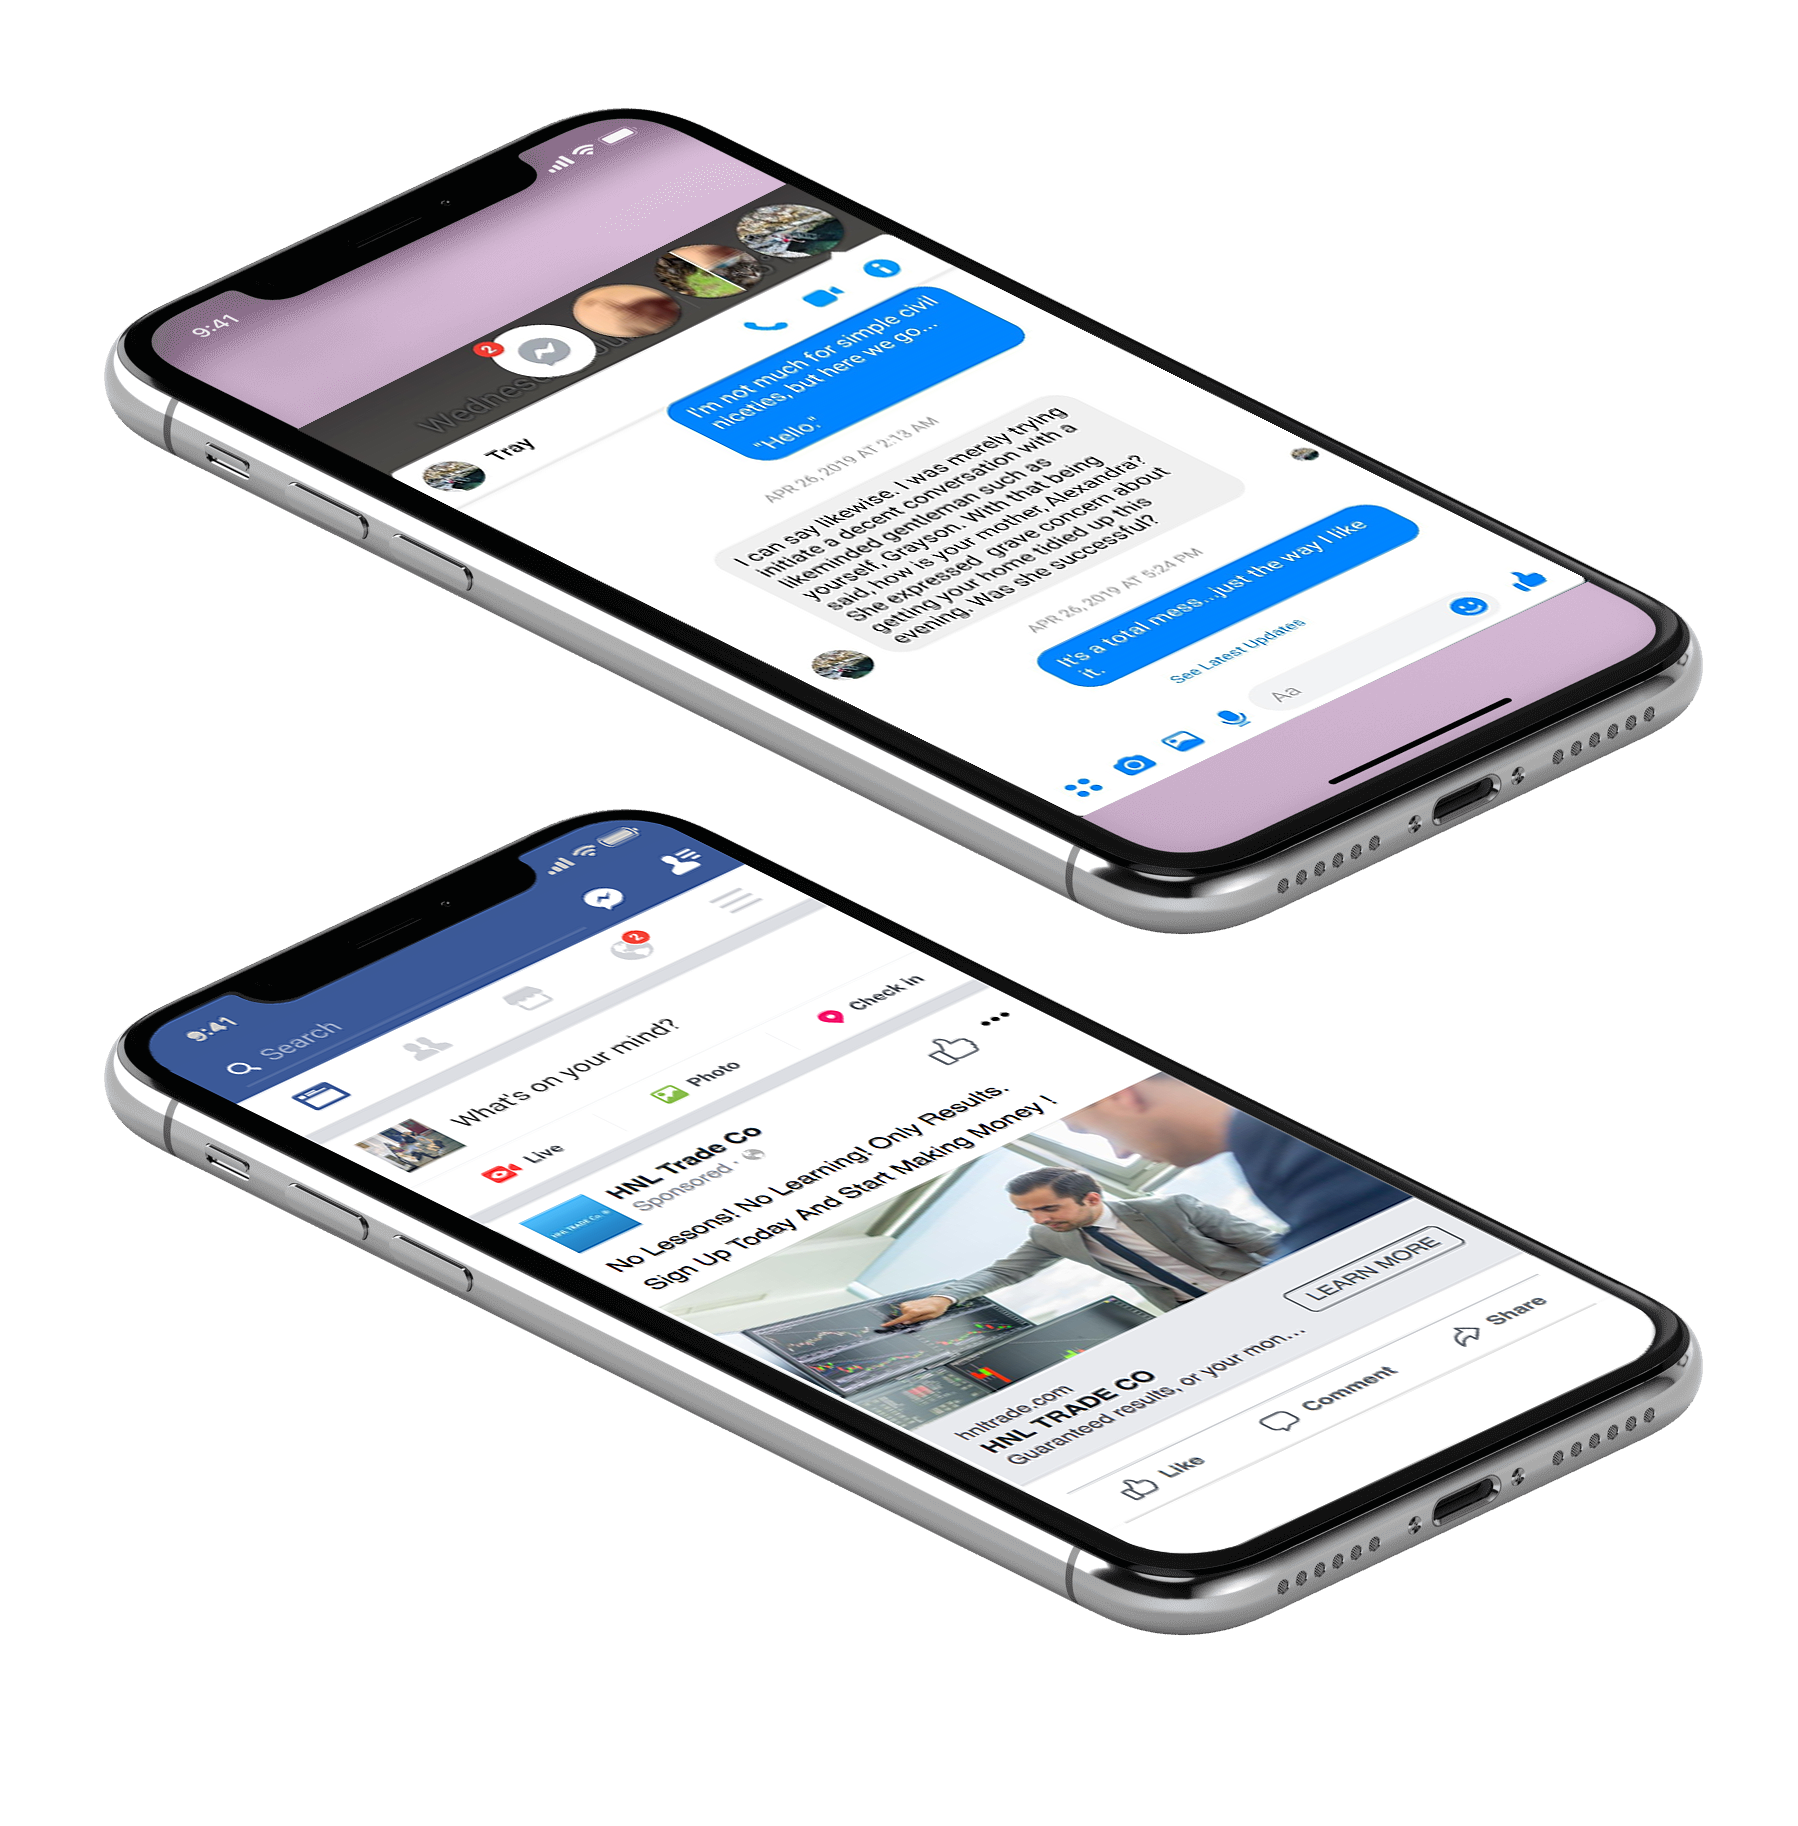 9:41
Wednes
2
Tray
I'm not much for simple civil
niceties, but here we go...
"Hello."
APR 26, 2019 AT 2:13 AM
I can say likewise. I was merely trying
initiate a decent conversation with a
likeminded gentleman such as
yourself, Grayson. With that being
said, how is your mother, Alexandra?
She expressed grave concern about
getting your home tidied up this
evening. Was she successful?
APR 26, 2019 AT 5:24 PM
It's a total mess...just the way I like
it.
See Latest Updates
Aa
9:41
Search
2
What's on your mind?
Live
Photo
Check in
HNL TRADE Co.
HNL Trade Co
Sponsored ·
No Lessons! No Learning! Only Results.
Sign Up Today And Start Making Money !
hnltrade.com
HNL TRADE CO
Guaranteed results, or your mon...
LEARN MORE
Like
Comment
Share